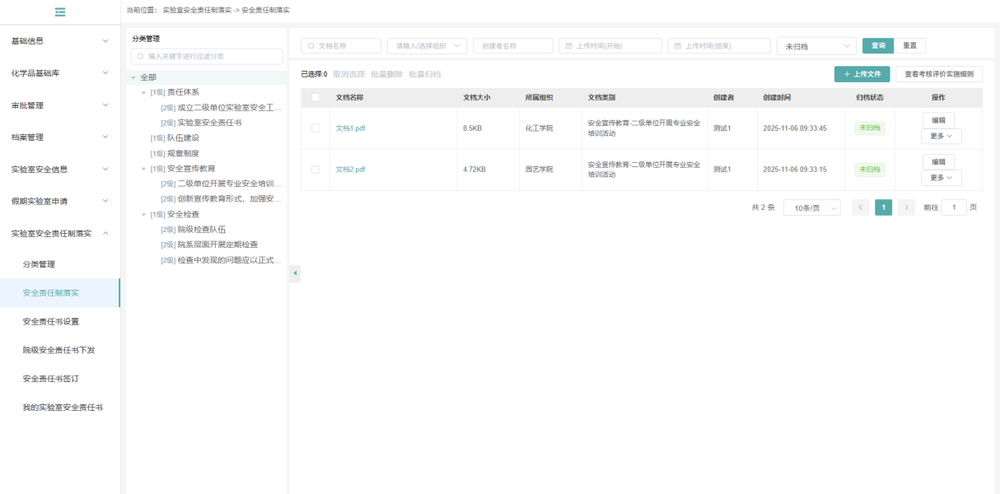 当前位置： 实验室安全责任制落实 -> 安全责任制落实
基础信息
化学品基础库
审批管理
档案管理
实验室安全信息
假期实验室申请
实验室安全责任制落实
分类管理
安全责任制落实
安全责任书设置
院级安全责任书下发
安全责任书签订
我的实验室安全责任书
分类管理
输入关键字进行过滤分类
全部
[1级] 责任体系
[2级] 成立二级单位实验室安全工...
[2级] 实验室安全责任书
[1级] 队伍建设
[1级] 规章制度
[1级] 安全宣传教育
[2级] 二级单位开展专业安全培训...
[2级] 创新宣传教育形式，加强安...
[1级] 安全检查
[2级] 院级检查队伍
[2级] 院系层面开展定期检查
[2级] 检查中发现的问题应以正式...
文档名称 请输入/选择组织 创建者名称 上传时间(开始) 上传时间(结束) 未归档 查询 重置
已选择:0 取消选择 批量删除 批量归档 + 上传文件 查看考核评价实施细则
文档名称 文档大小 所属组织 文档类别 创建者 创建时间 归档状态 操作
文档1.pdf 8.5KB 化工学院 安全宣传教育-二级单位开展专业安全 测试1 2025-11-06 09:33:45 未归档 编辑
培训活动 更多
文档2.pdf 4.72KB 园艺学院 安全宣传教育-二级单位开展专业安全 测试1 2025-11-06 09:33:15 未归档 编辑
培训活动 更多
共 2 条 10条/页 < 1 > 前往 1 页